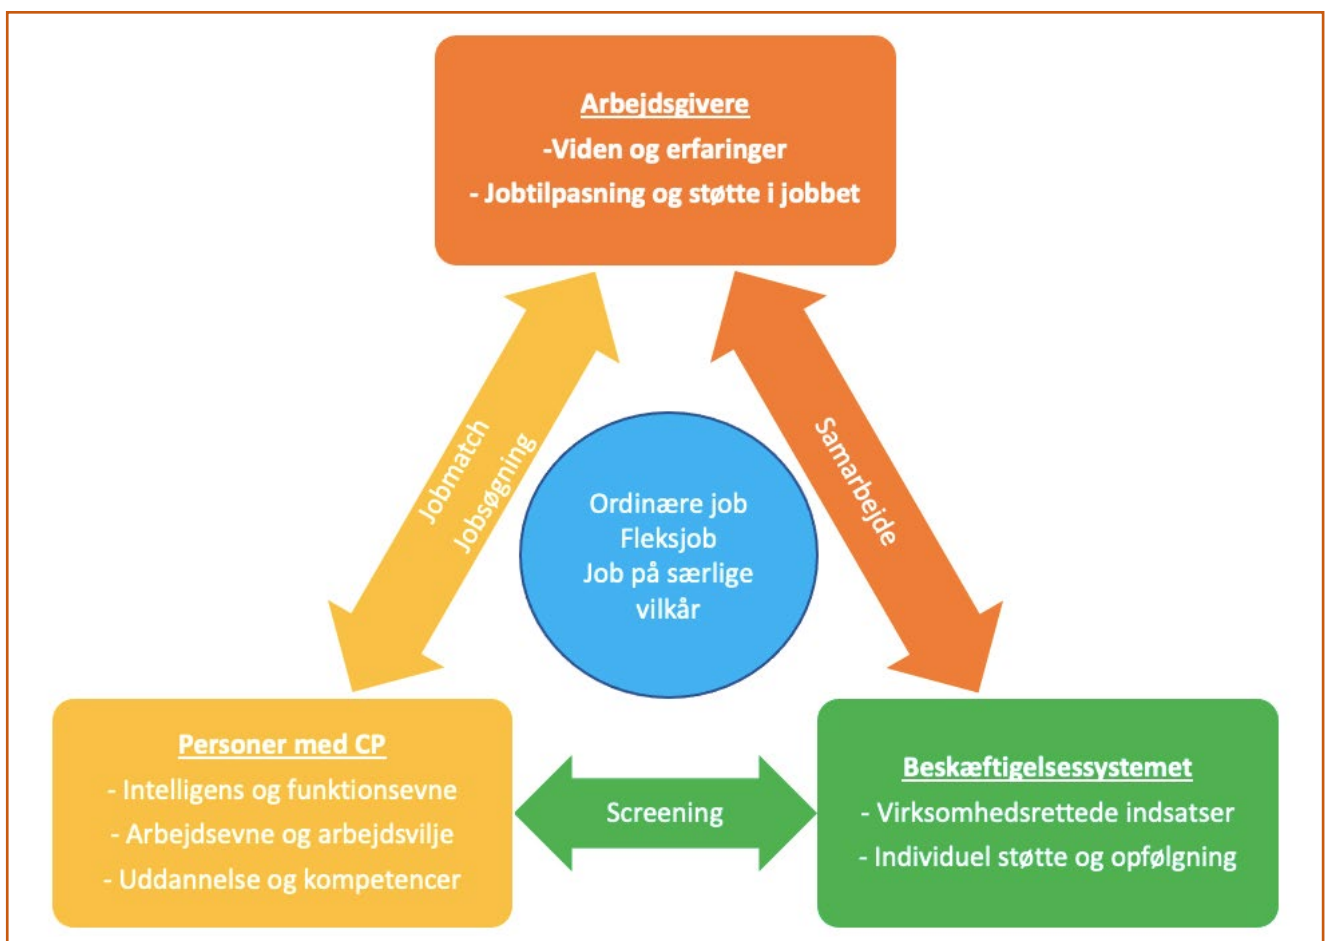 Arbejdsgivere
-Viden og erfaringer
- Jobtilpasning og støtte i jobbet
Jobmatch
Jobsøgning
Samarbejde
Ordinære job
Fleksjob
Job på særlige
vilkår
Personer med CP
- Intelligens og funktionsevne
- Arbejdsevne og arbejdsvilje
- Uddannelse og kompetencer
Screening
Beskæftigelsessystemet
- Virksomhedsrettede indsatser
- Individuel støtte og opfølgning